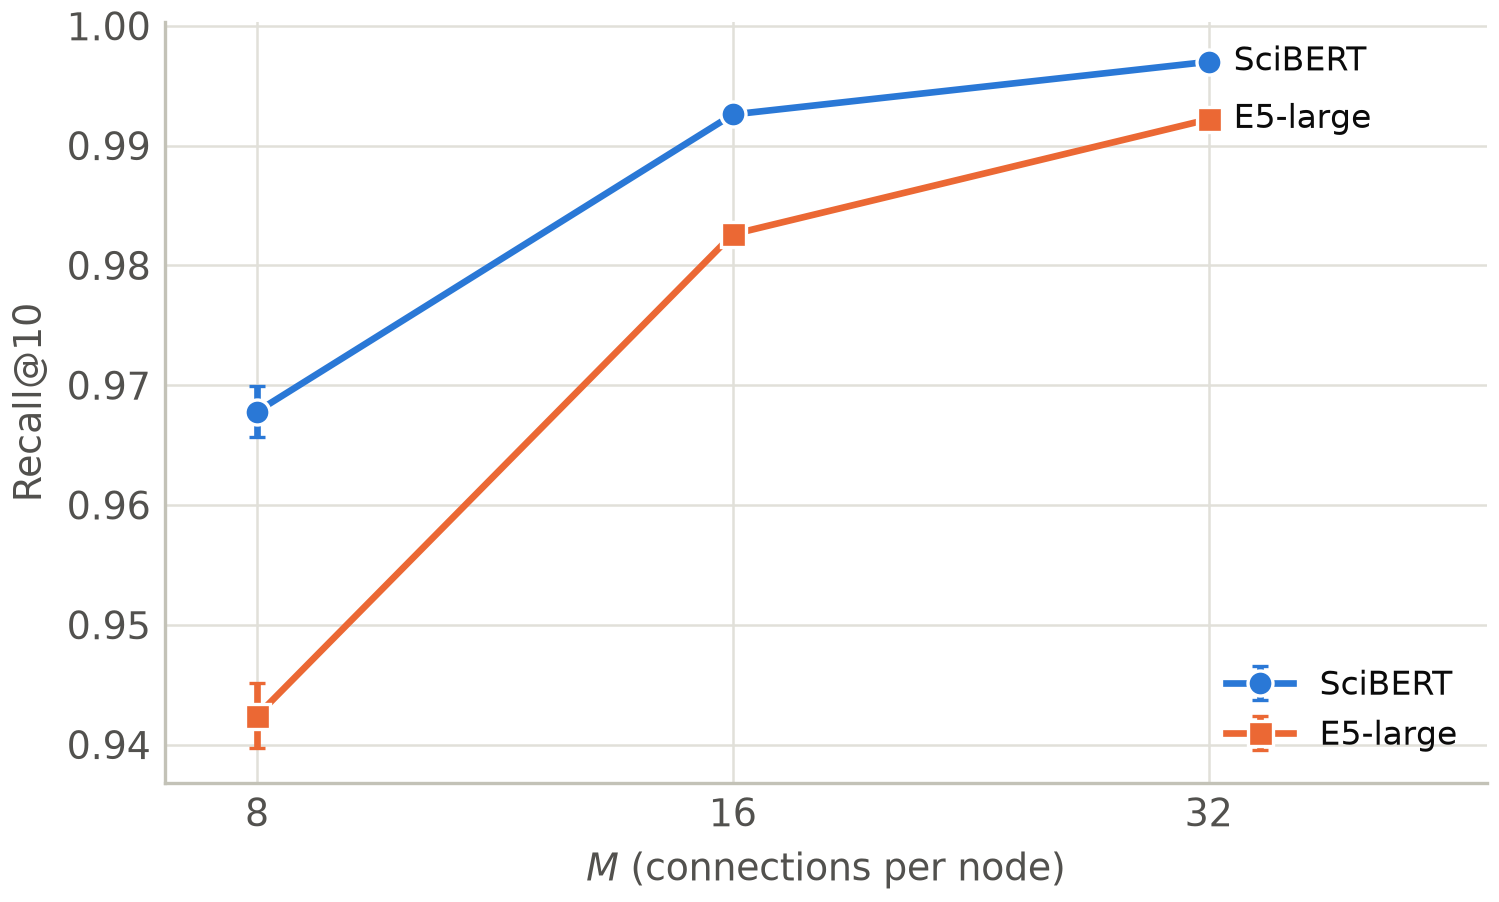 1.00
0.99
0.98
0.97
0.96
0.95
0.94
Recall@10
SciBERT
E5-large
SciBERT
E5-large
8 16 32
M (connections per node)